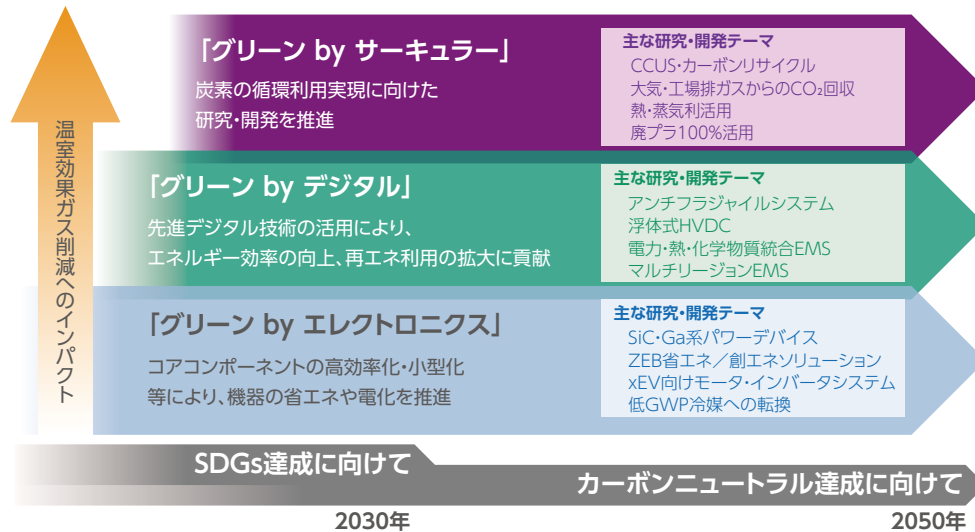 温室効果ガス削減へのインパクト
「グリーン by サーキュラー」
炭素の循環利用実現に向けた
研究・開発を推進
主な研究・開発テーマ
CCUS・カーボンリサイクル
大気・工場排ガスからのCO₂回収
熱・蒸気利活用
廃プラ100%活用
「グリーン by デジタル」
先進デジタル技術の活用により、
エネルギー効率の向上、再エネ利用の拡大に貢献
主な研究・開発テーマ
アンチフラジャイルシステム
浮体式HVDC
電力・熱・化学物質統合EMS
マルチリージョンEMS
「グリーン by エレクトロニクス」
コアコンポーネントの高効率化・小型化
等により、機器の省エネや電化を推進
主な研究・開発テーマ
SiC・Ga系パワーデバイス
ZEB省エネ／創エネソリューション
xEV向けモータ・インバータシステム
低GWP冷媒への転換
SDGs達成に向けて
カーボンニュートラル達成に向けて
2030年
2050年